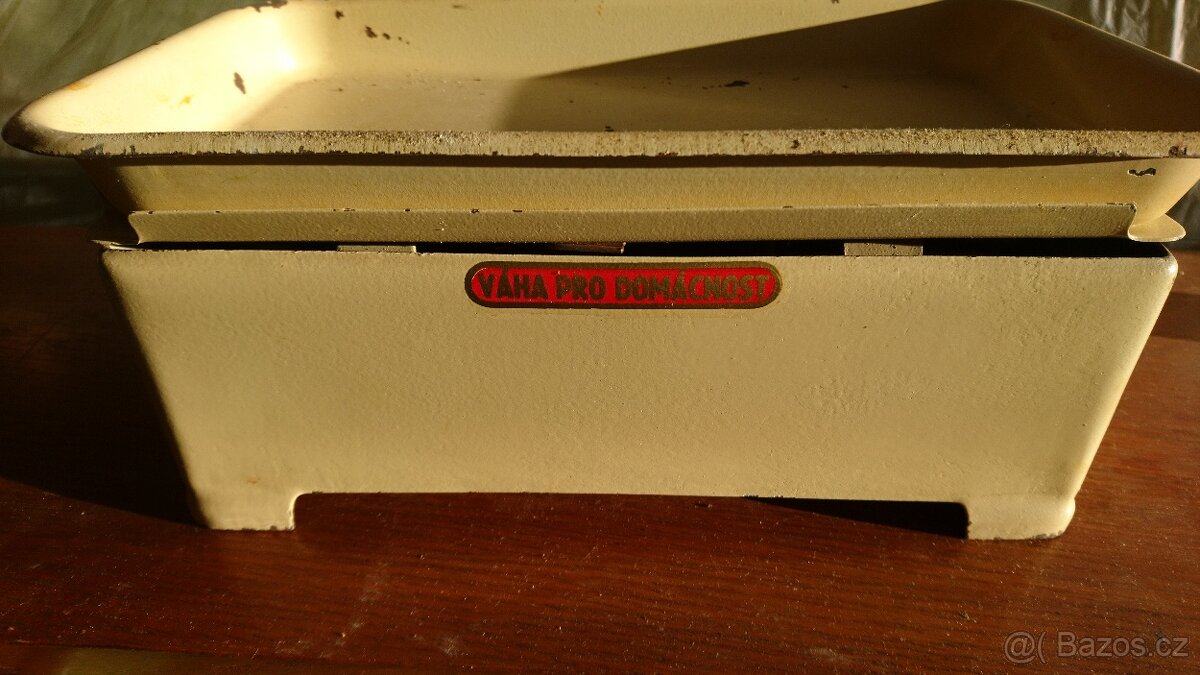 VÁHA PRO DOMÁCNOST
@( Bazos.cz